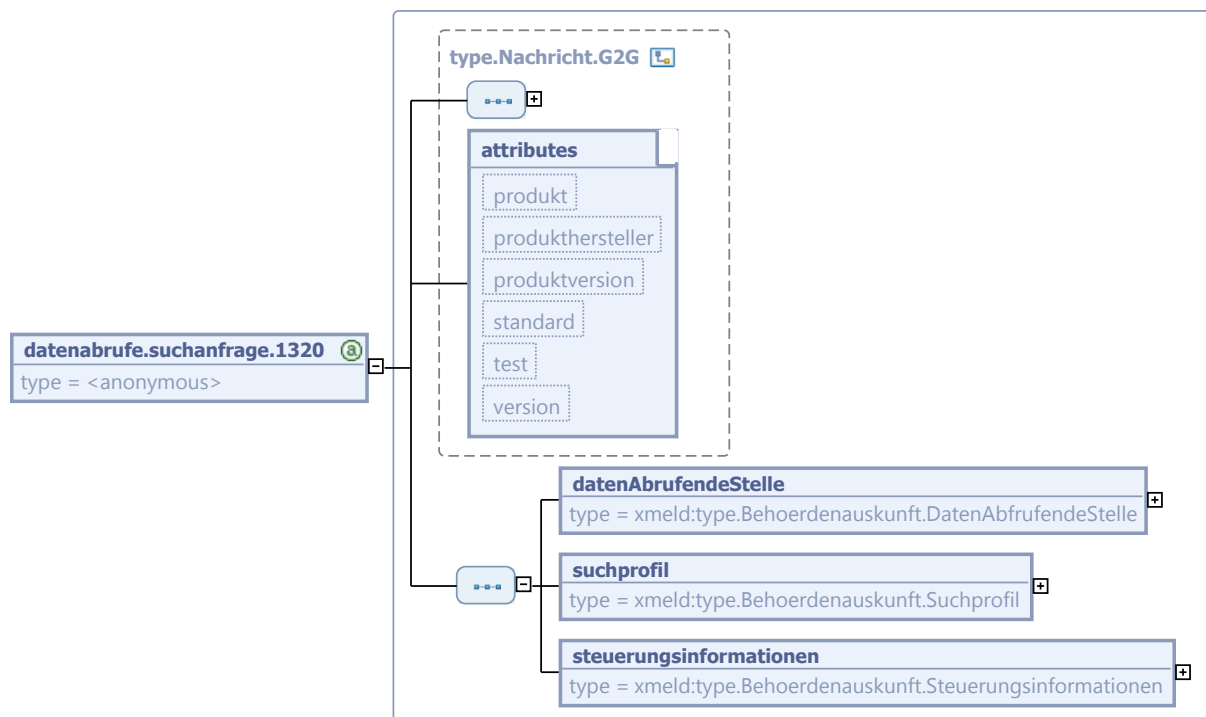 type.Nachricht.G2G
attributes
produkt
produkthersteller
produktversion
standard
test
version
datenabrufe.suchanfrage.1320 a
type = <anonymous>
datenAbrufendeStelle
type = xmeld:type.Behoerdenauskunft.DatenAbfrufendeStelle
suchprofil
type = xmeld:type.Behoerdenauskunft.Suchprofil
steuerungsinformationen
type = xmeld:type.Behoerdenauskunft.Steuerungsinformationen